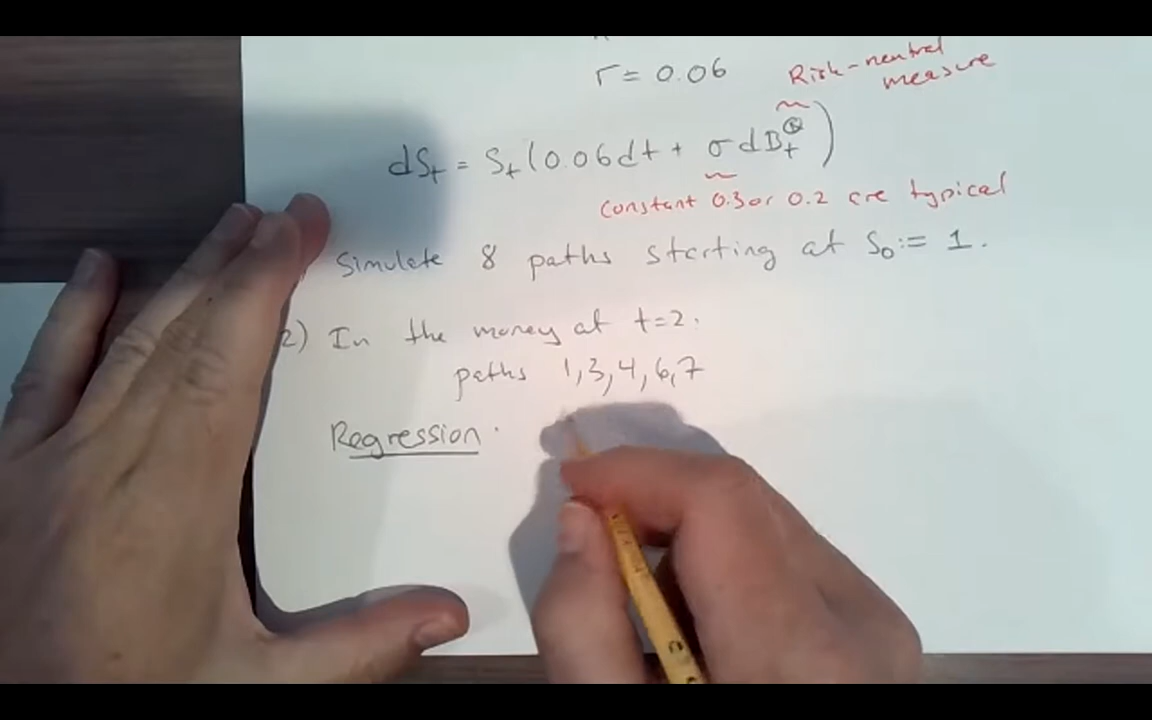 r = 0.06
Risk-neutral
measure
dS_t = S_t(0.06dt + σ dB_t^Q)
constant 0.3 or 0.2 are typical
Simulate 8 paths starting at S_0 := 1.
2) In the money at t=2.
paths 1,3,4,6,7
Regression.